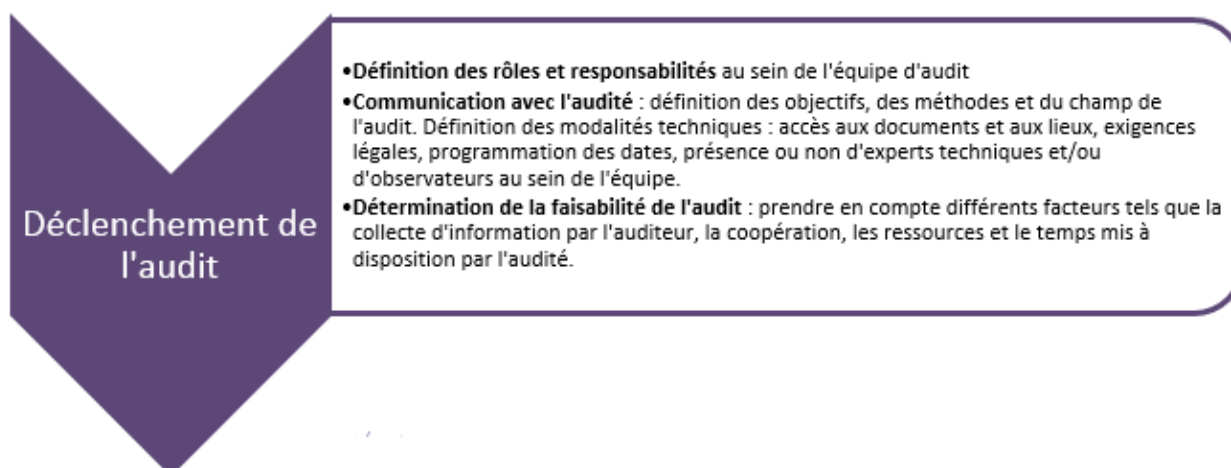 Déclenchement de
l'audit
•Définition des rôles et responsabilités au sein de l'équipe d'audit
•Communication avec l'audité : définition des objectifs, des méthodes et du champ de
l'audit. Définition des modalités techniques : accès aux documents et aux lieux, exigences
légales, programmation des dates, présence ou non d'experts techniques et/ou
d'observateurs au sein de l'équipe.
•Détermination de la faisabilité de l'audit : prendre en compte différents facteurs tels que la
collecte d'information par l'auditeur, la coopération, les ressources et le temps mis à
disposition par l'audité.